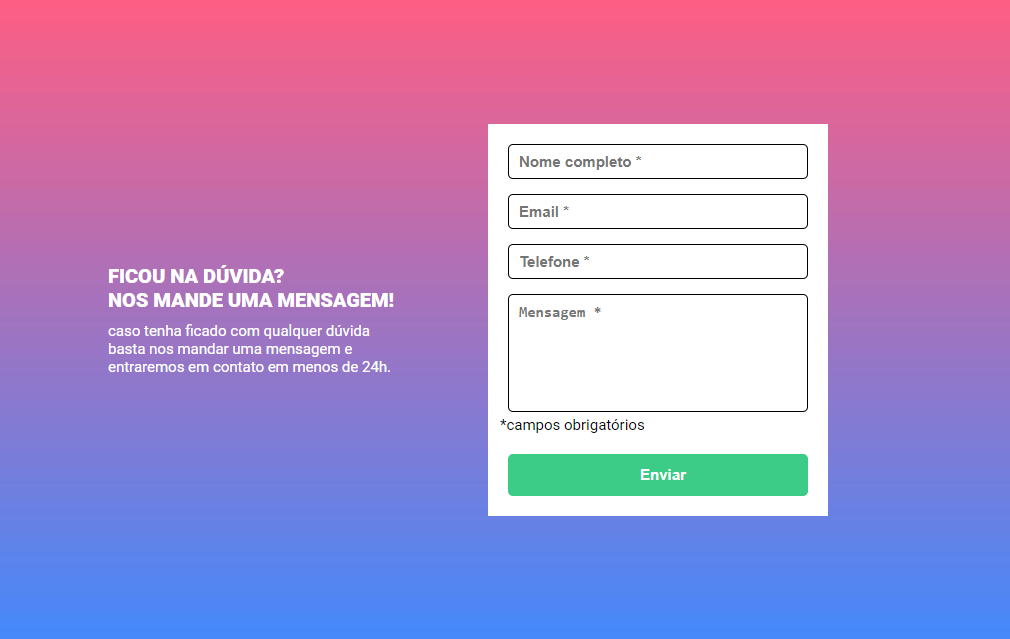 FICOU NA DÚVIDA?
NOS MANDE UMA MENSAGEM!
caso tenha ficado com qualquer dúvida
basta nos mandar uma mensagem e
entraremos em contato em menos de 24h.
Nome completo *
Email *
Telefone *
Mensagem *
*campos obrigatórios
Enviar